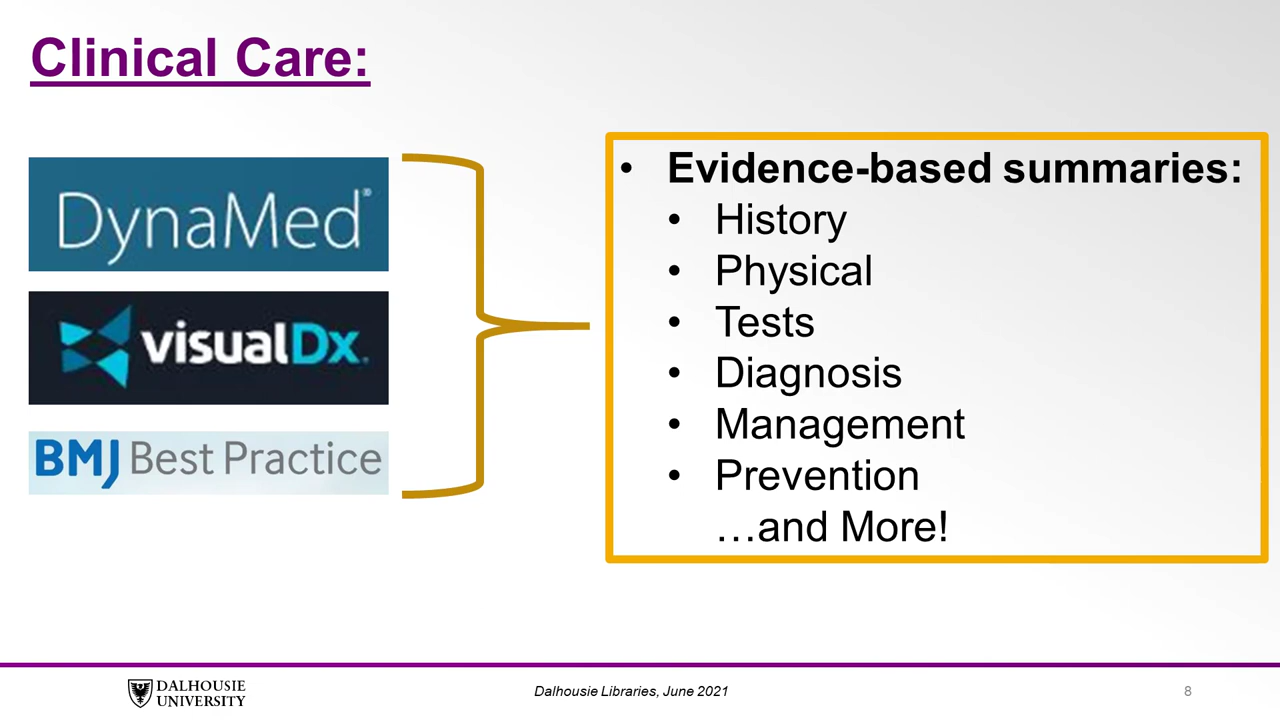 Clinical Care:
DynaMed®
visualDx®
BMJ Best Practice
• Evidence-based summaries:
• History
• Physical
• Tests
• Diagnosis
• Management
• Prevention
…and More!
DALHOUSIE
UNIVERSITY
Dalhousie Libraries, June 2021
8